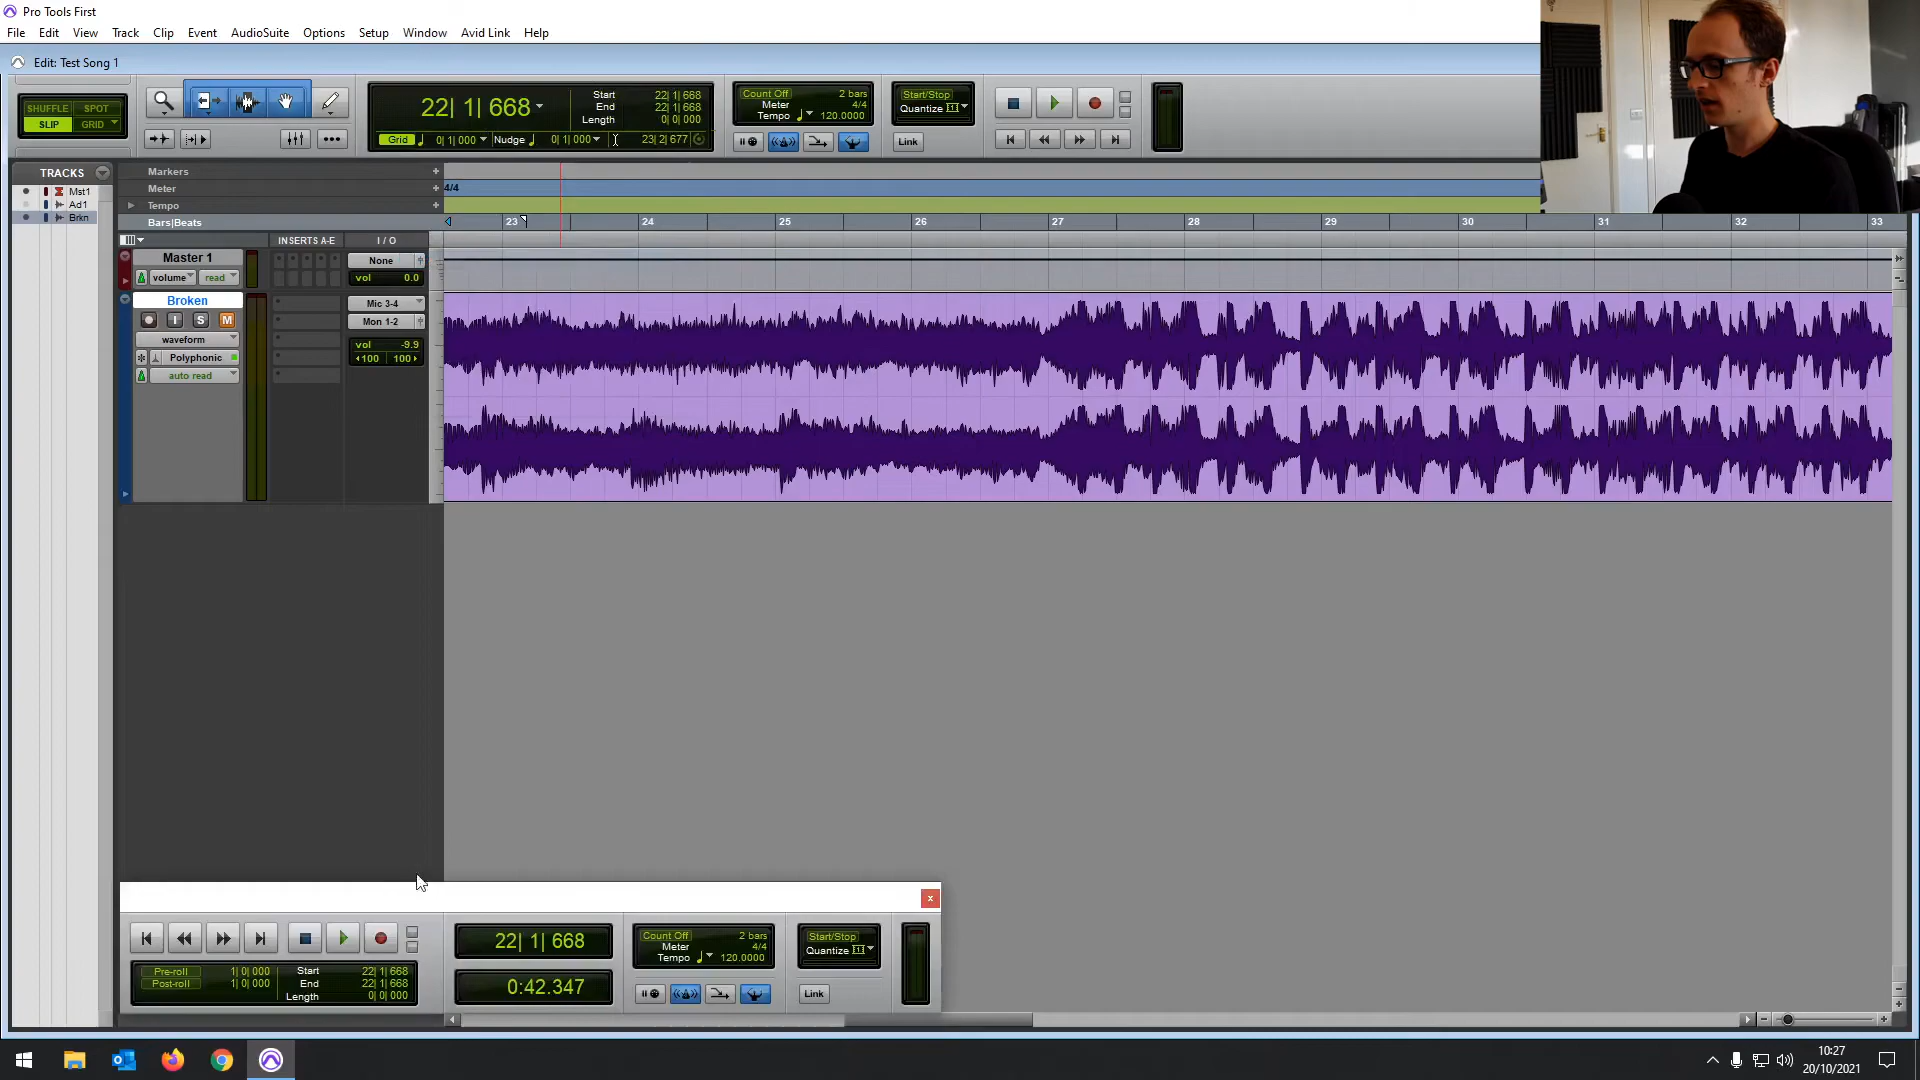 Pro Tools First
File Edit View Track Clip Event AudioSuite Options Setup Window Avid Link Help
Edit: Test Song 1
SHUFFLE SPOT
SLIP GRID
22| 1| 668
Start 22| 1| 668
End 22| 1| 668
Length 0| 0| 000
Grid 0| 1| 000 Nudge 0| 1| 000 23| 2| 677
Count Off 2 bars
Meter 4/4
Tempo 120.0000
Start/Stop
Quantize
Link
TRACKS
Mst1
Ad1
Brkn
Markers
Meter 4/4
Tempo
Bars|Beats 23 24 25 26 27 28 29 30 31 32 33
INSERTS A-E I / O
Master 1 None
volume read vol 0.0
Broken Mic 3-4
I S M Mon 1-2
waveform vol -9.9
Polyphonic 100 100
auto read
22| 1| 668
Count Off 2 bars
Meter 4/4
Tempo 120.0000
Start/Stop
Quantize
Pre-roll 1| 0| 000 Start 22| 1| 668
Post-roll 1| 0| 000 End 22| 1| 668
Length 0| 0| 000
0:42.347
Link
10:27
20/10/2021